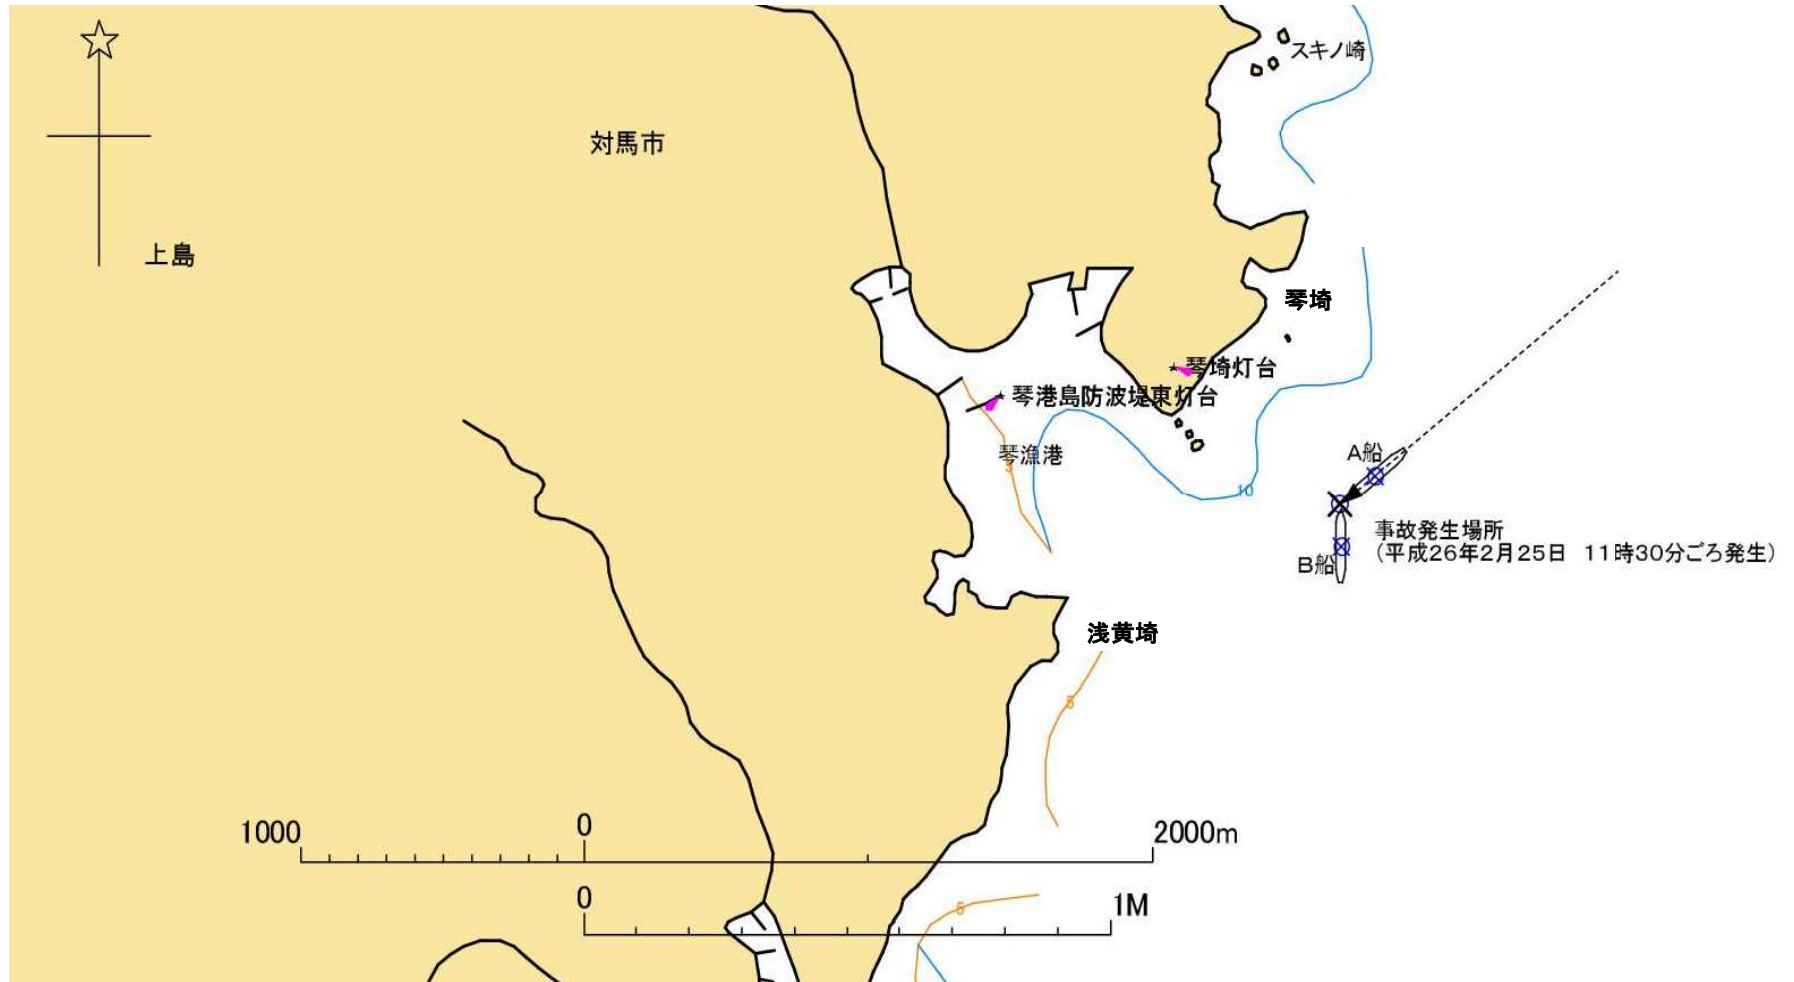 スキノ崎
対馬市
上島
琴埼
琴埼灯台
琴港島防波堤東灯台
琴漁港
5
10
A船
事故発生場所
(平成26年2月25日 11時30分ごろ発生)
B船
浅黄埼
5
1000 0 2000m
0 1M
5